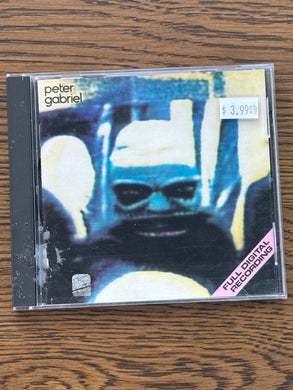 peter
gabriel
$3.99
FULL DIGITAL
RECORDING